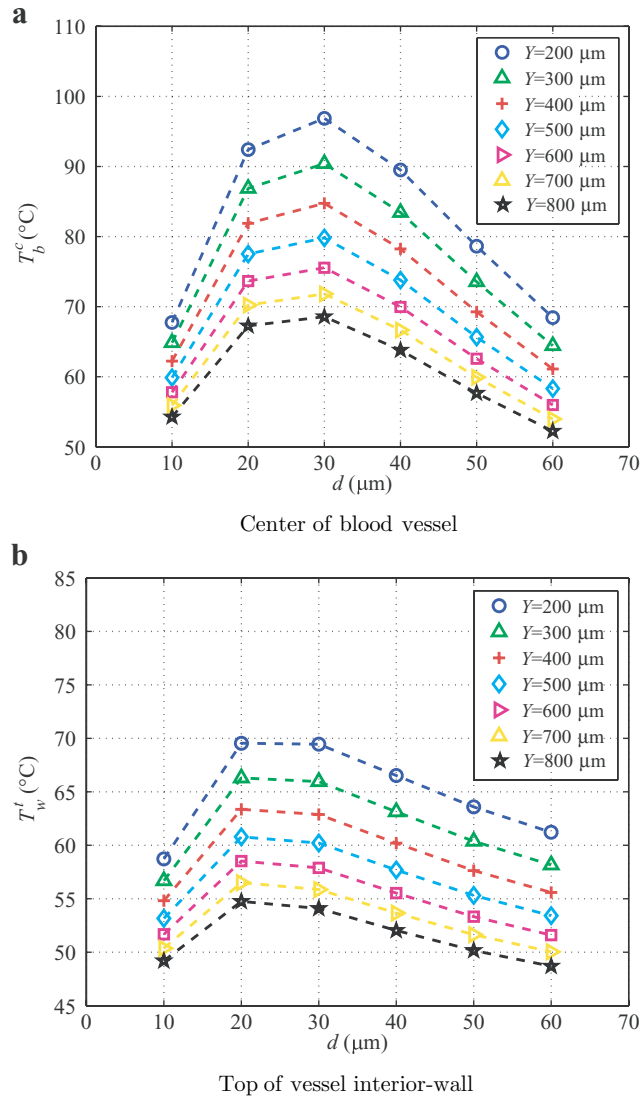 a
110
100
90
80
70
60
50
T_b^c (°C)
Y=200 μm
Y=300 μm
Y=400 μm
Y=500 μm
Y=600 μm
Y=700 μm
Y=800 μm
0 10 20 30 40 50 60 70
d (μm)
Center of blood vessel
b
85
80
75
70
65
60
55
50
45
T_w^t (°C)
Y=200 μm
Y=300 μm
Y=400 μm
Y=500 μm
Y=600 μm
Y=700 μm
Y=800 μm
0 10 20 30 40 50 60 70
d (μm)
Top of vessel interior-wall